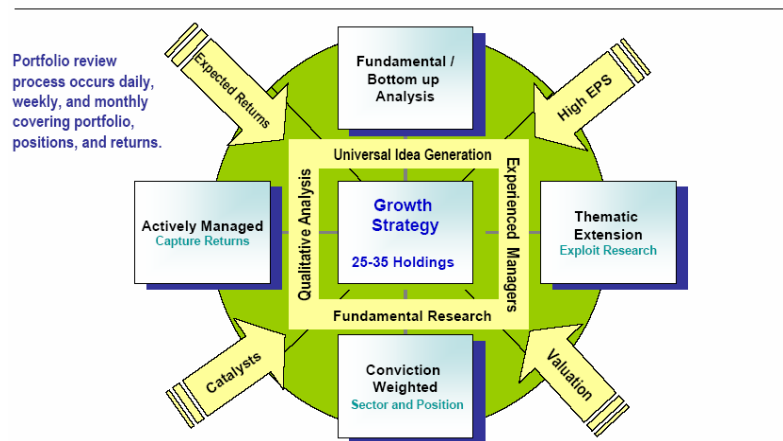 Portfolio review
process occurs daily,
weekly, and monthly
covering portfolio,
positions, and returns.
Expected Returns
Fundamental /
Bottom up
Analysis
High EPS
Universal Idea Generation
Qualitative Analysis
Experienced Managers
Actively Managed
Capture Returns
Growth
Strategy
25-35 Holdings
Thematic
Extension
Exploit Research
Fundamental Research
Catalysts
Conviction
Weighted
Sector and Position
Valuation